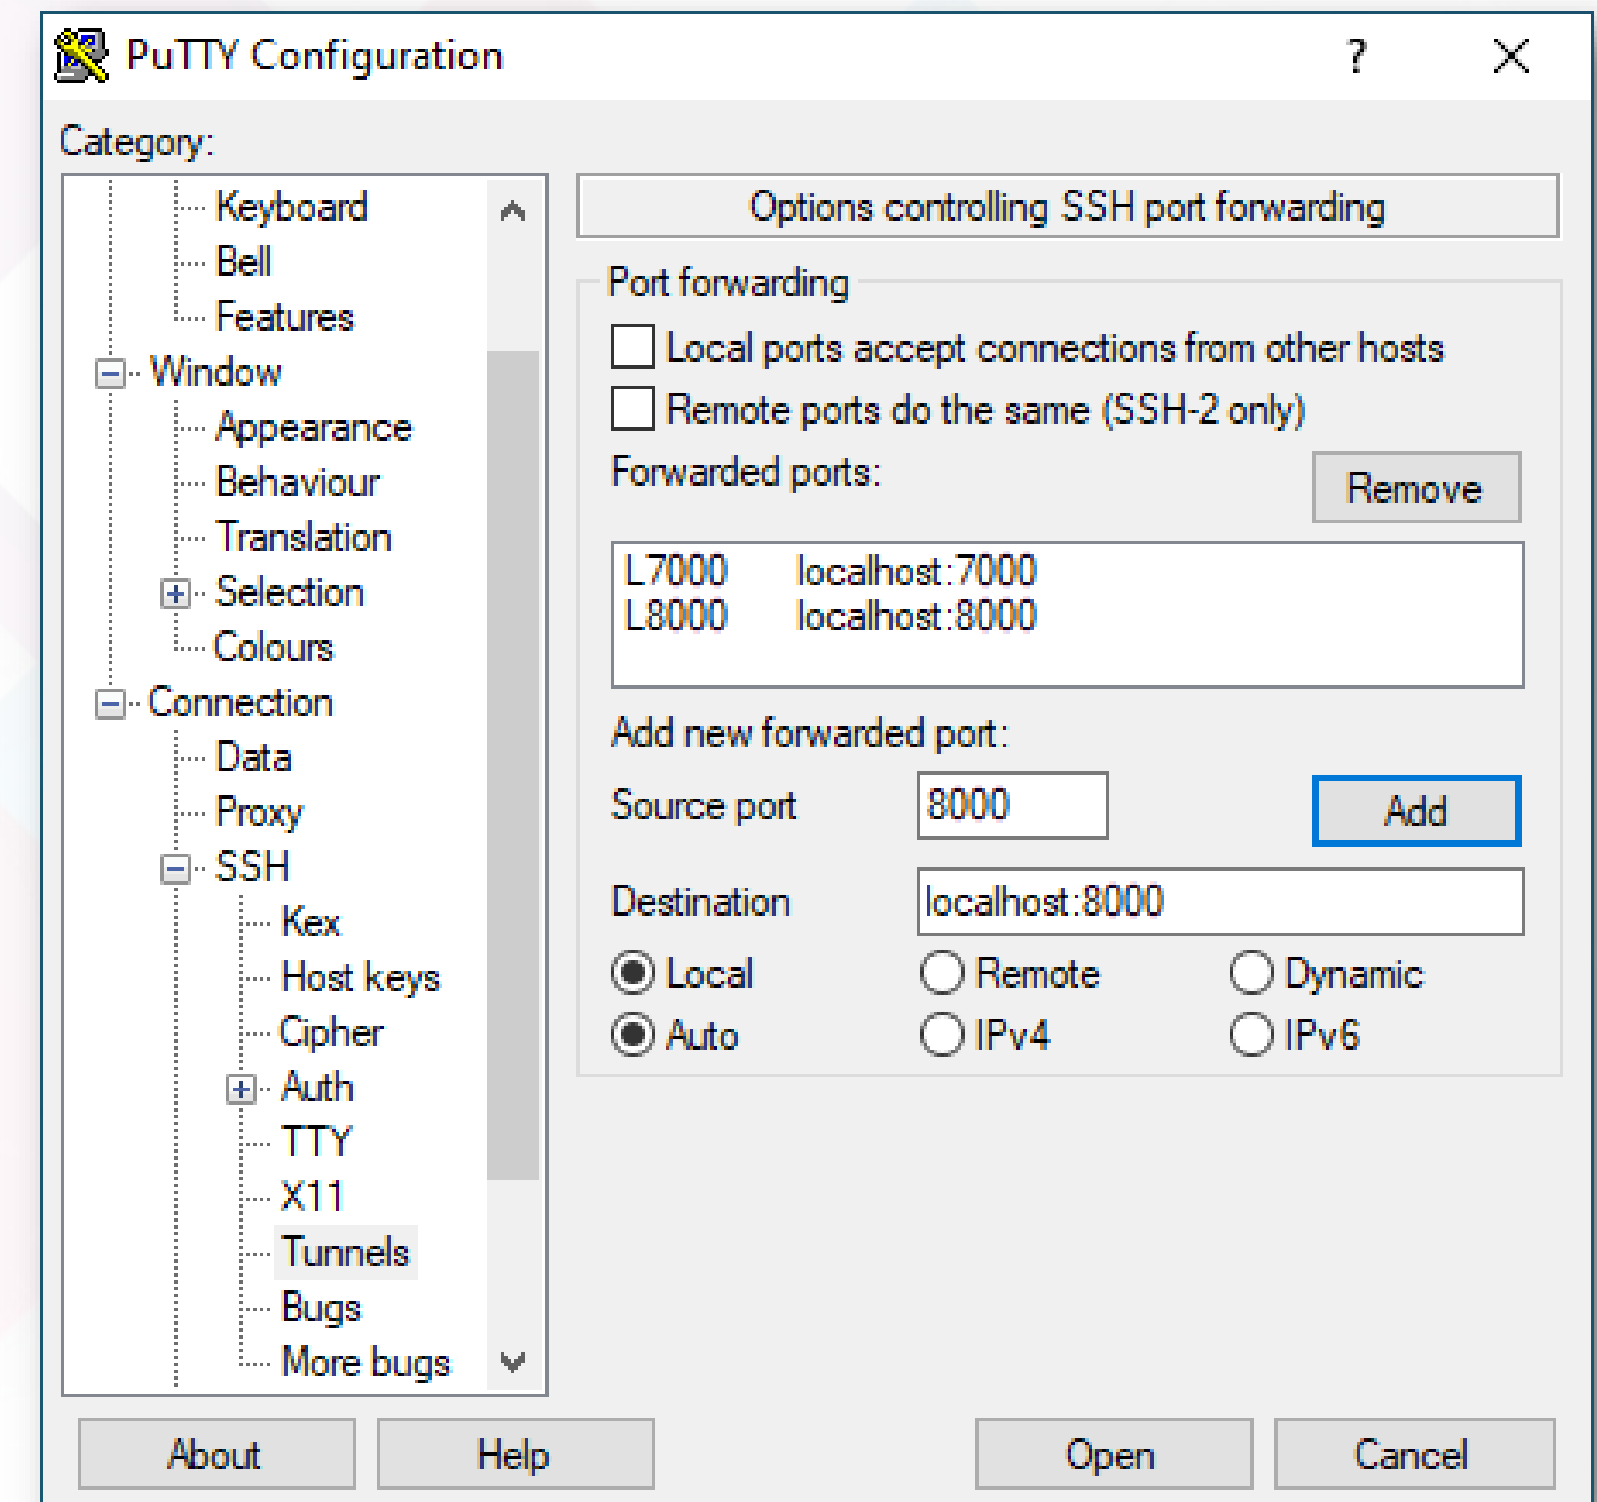 PuTTY Configuration
?
Category:
Keyboard
Bell
Features
Window
Appearance
Behaviour
Translation
Selection
Colours
Connection
Data
Proxy
SSH
Kex
Host keys
Cipher
Auth
TTY
X11
Tunnels
Bugs
More bugs
Options controlling SSH port forwarding
Port forwarding
Local ports accept connections from other hosts
Remote ports do the same (SSH-2 only)
Forwarded ports:
Remove
L7000 localhost:7000
L8000 localhost:8000
Add new forwarded port:
Source port 8000 Add
Destination localhost:8000
Local Remote Dynamic
Auto IPv4 IPv6
About Help Open Cancel